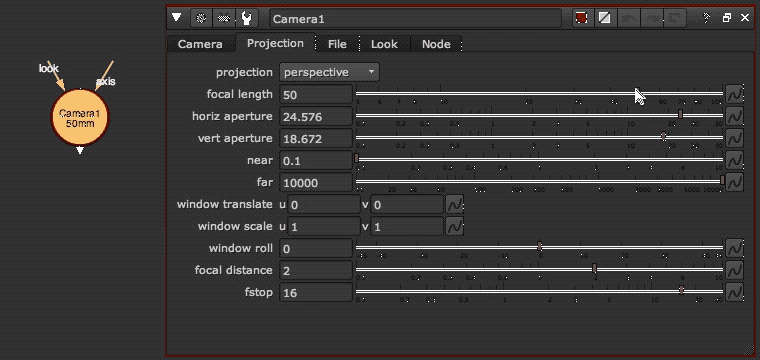 Camera1
Camera Projection File Look Node
look axis
Camera1
50mm
projection perspective
focal length 50
horiz aperture 24.576
vert aperture 18.672
near 0.1
far 10000
window translate u 0 v 0
window scale u 1 v 1
window roll 0
focal distance 2
fstop 16